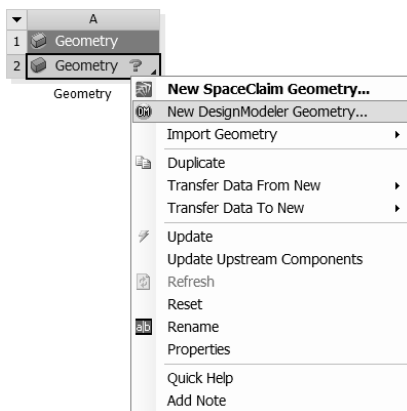 A
1 Geometry
2 Geometry ?
Geometry
New SpaceClaim Geometry...
DM New DesignModeler Geometry...
Import Geometry
Duplicate
Transfer Data From New
Transfer Data To New
Update
Update Upstream Components
Refresh
Reset
a|b Rename
Properties
Quick Help
Add Note